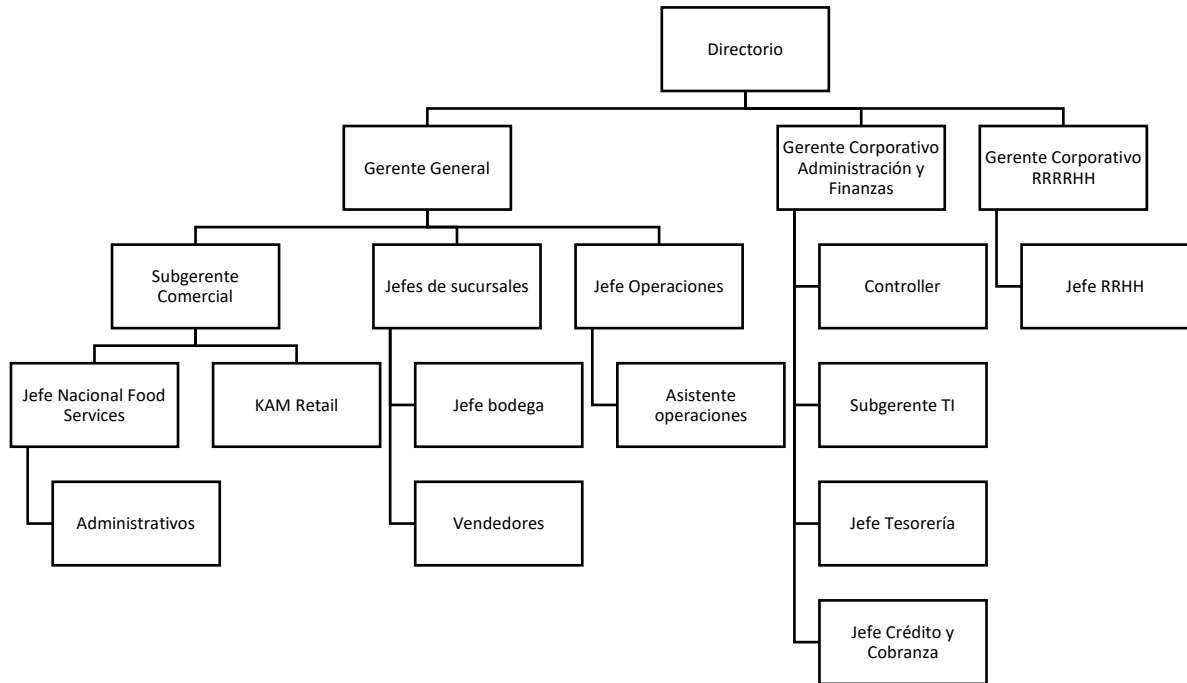 Directorio
Gerente General
Gerente Corporativo
Administración y
Finanzas
Gerente Corporativo
RRRRHH
Subgerente
Comercial
Jefes de sucursales
Jefe Operaciones
Controller
Jefe RRHH
Jefe Nacional Food
Services
KAM Retail
Jefe bodega
Asistente
operaciones
Subgerente TI
Administrativos
Vendedores
Jefe Tesorería
Jefe Crédito y
Cobranza